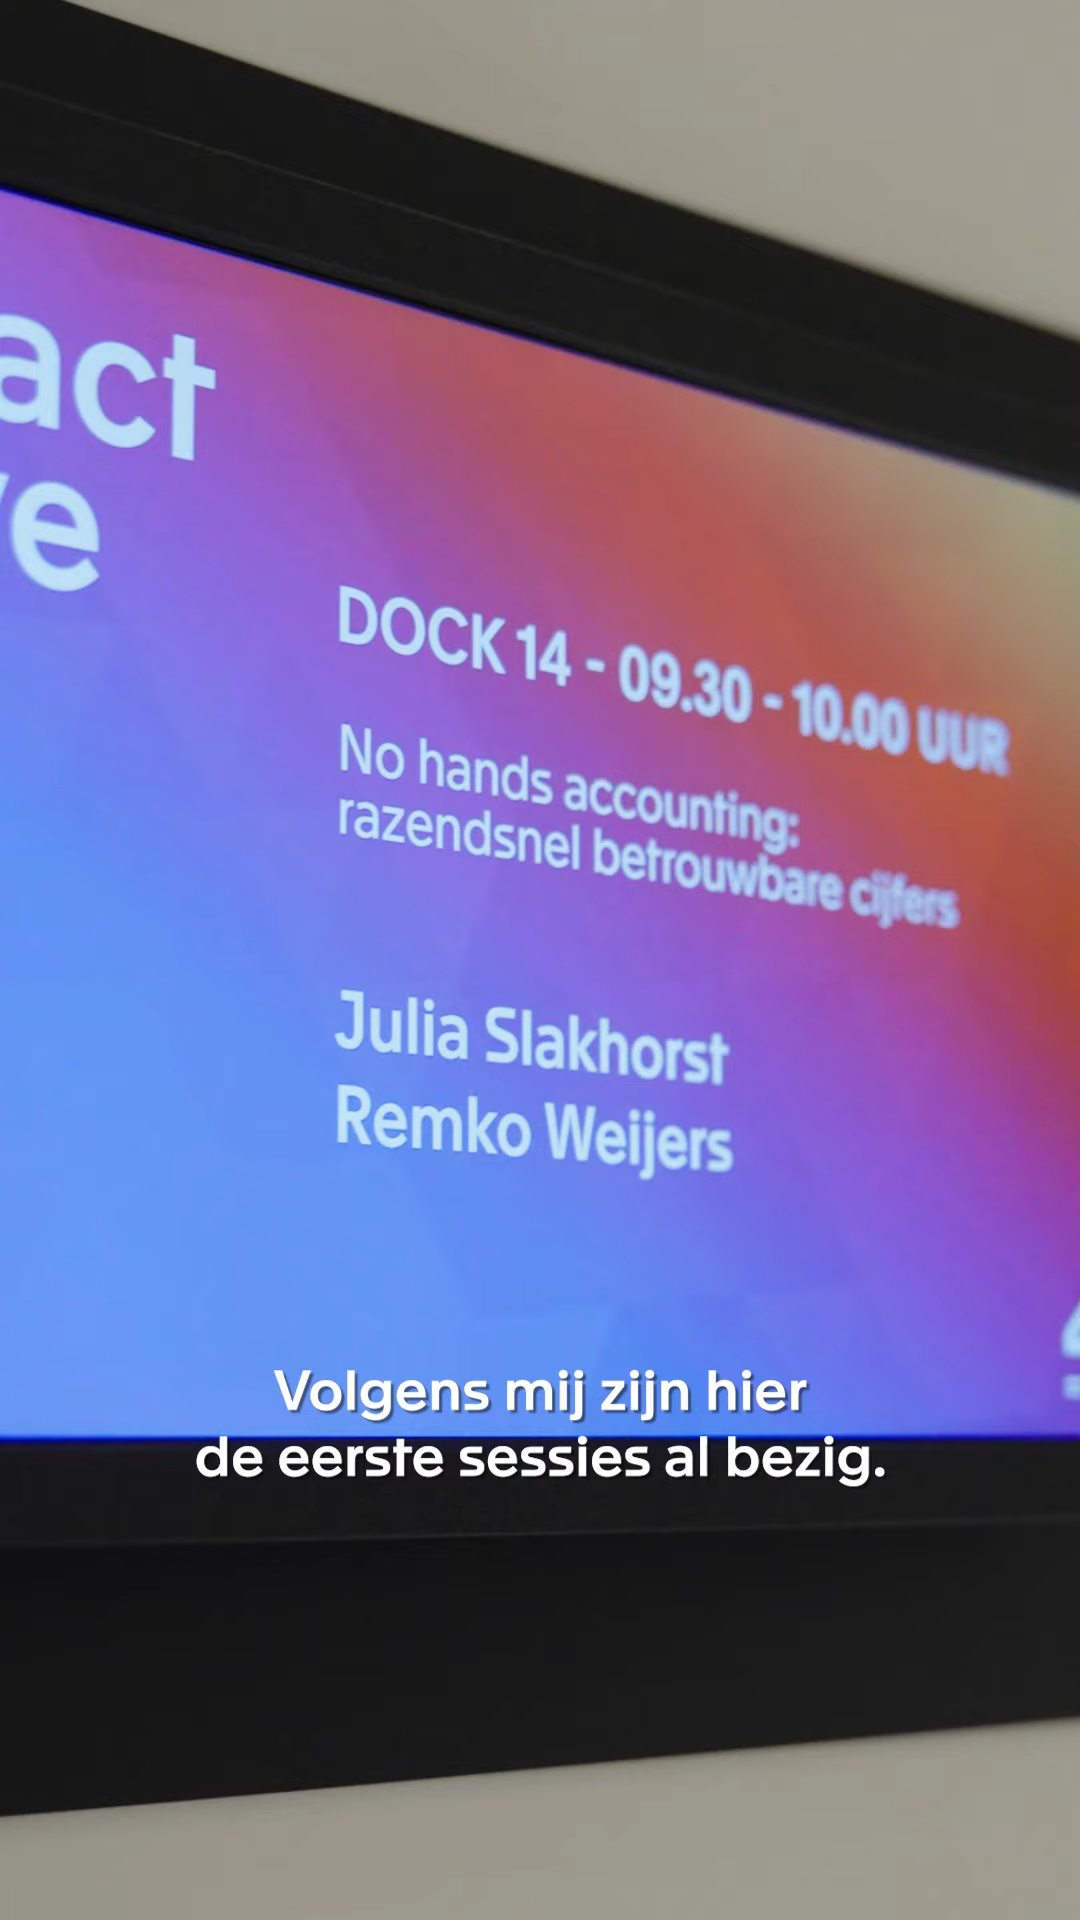 act
ve
DOCK 14 - 09.30 - 10.00 UUR
No hands accounting:
razendsnel betrouwbare cijfers
Julia Slakhorst
Remko Weijers
Volgens mij zijn hier
de eerste sessies al bezig.